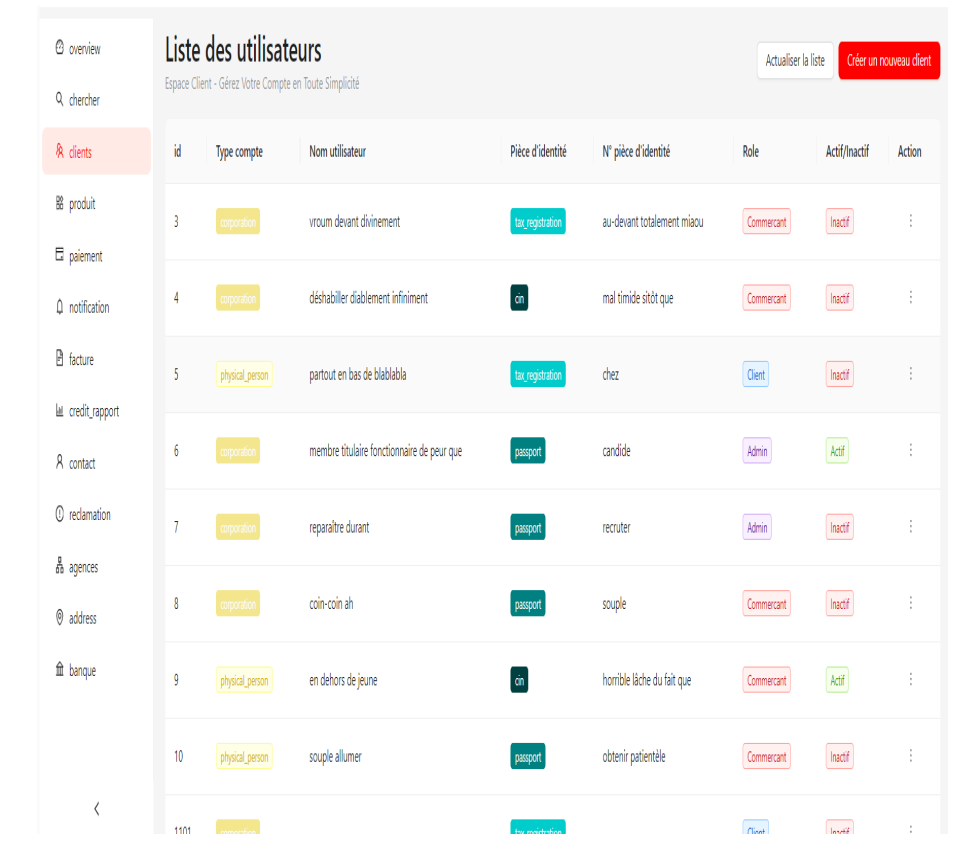 overview
chercher
clients
produit
paiement
notification
facture
credit_rapport
contact
reclamation
agences
address
banque
Liste des utilisateurs
Espace Client - Gérez Votre Compte en Toute Simplicité
Actualiser la liste
Créer un nouveau client
id Type compte Nom utilisateur Pièce d'identité N° pièce d'identité Role Actif/Inactif Action
3 corporation vroum devant divinement tax_registration au-devant totalement miaou Commercant Inactif
4 corporation déshabiller diablement infiniment cin mal timide sitôt que Commercant Inactif
5 physical_person partout en bas de blablabla tax_registration chez Client Inactif
6 corporation membre titulaire fonctionnaire de peur que passport candide Admin Actif
7 corporation reparaître durant passport recruter Admin Inactif
8 corporation coin-coin ah passport souple Commercant Inactif
9 physical_person en dehors de jeune cin horrible lâche du fait que Commercant Actif
10 physical_person souple allumer passport obtenir patientèle Commercant Inactif
1101 corporation tax_registration Client Inactif